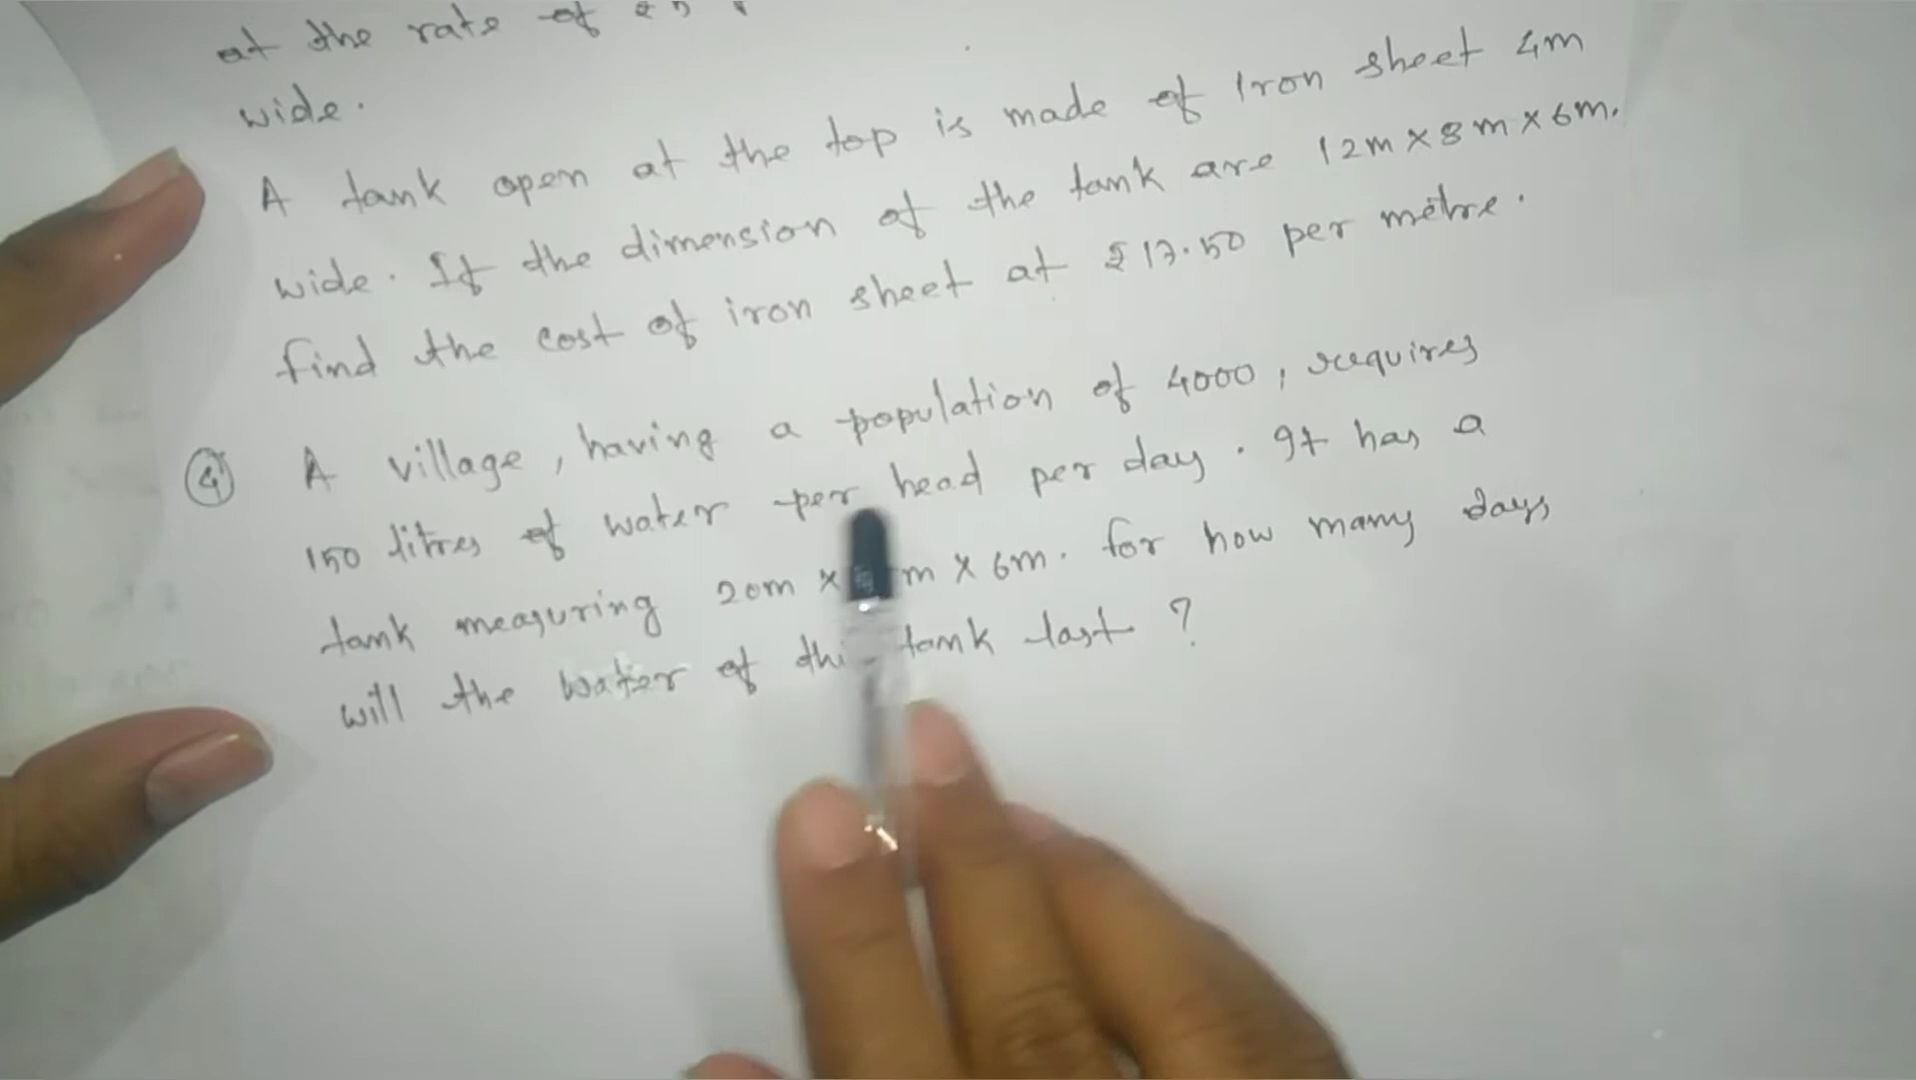 at the rate of
wide.
A tank open at the top is made of Iron sheet 4m
wide. If the dimension of the tank are 12m × 8m × 6m.
find the cost of iron sheet at ₹ 17.50 per metre.
④ A village, having a population of 4000, requires
150 litres of water per head per day. It has a
tank measuring 20m × m × 6m. for how many days
will the water of tank last ?